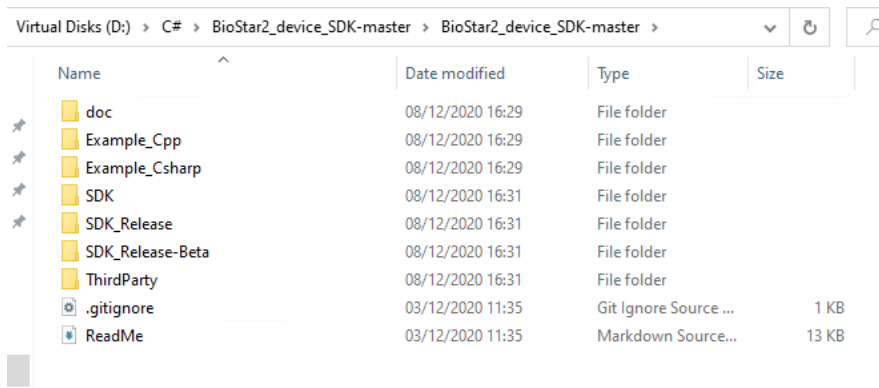 Virtual Disks (D:) > C# > BioStar2_device_SDK-master > BioStar2_device_SDK-master >
Name Date modified Type Size
doc 08/12/2020 16:29 File folder
Example_Cpp 08/12/2020 16:29 File folder
Example_Csharp 08/12/2020 16:29 File folder
SDK 08/12/2020 16:31 File folder
SDK_Release 08/12/2020 16:31 File folder
SDK_Release-Beta 08/12/2020 16:31 File folder
ThirdParty 08/12/2020 16:31 File folder
.gitignore 03/12/2020 11:35 Git Ignore Source ... 1 KB
ReadMe 03/12/2020 11:35 Markdown Source... 13 KB